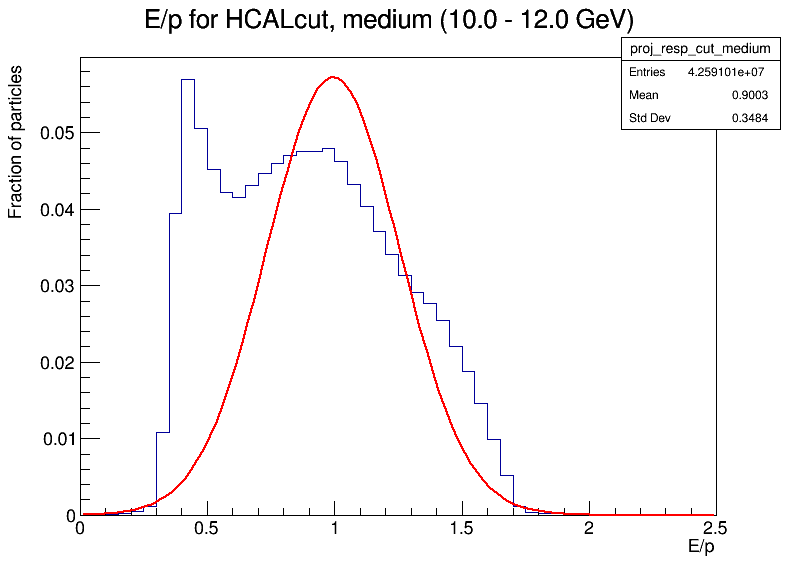 E/p for HCALcut, medium (10.0 - 12.0 GeV)
proj_resp_cut_medium
Entries 4.259101e+07
Mean 0.9003
Std Dev 0.3484
Fraction of particles
0.05
0.04
0.03
0.02
0.01
0
0 0.5 1 1.5 2 2.5
E/p